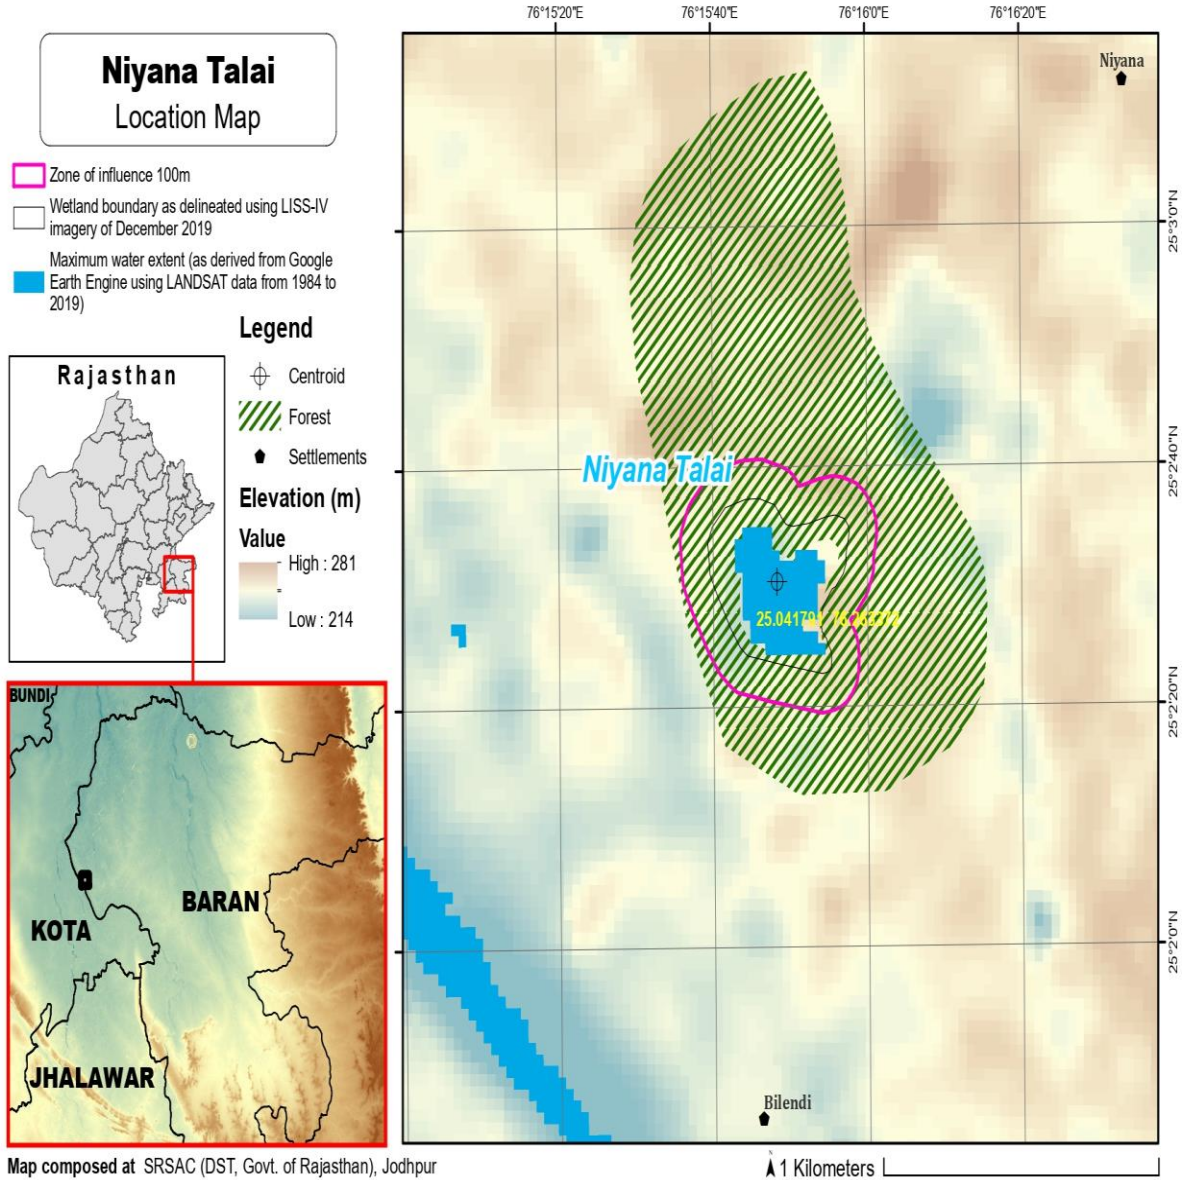 Niyana Talai
Location Map
Zone of influence 100m
Wetland boundary as delineated using LISS-IV
imagery of December 2019
Maximum water extent (as derived from Google
Earth Engine using LANDSAT data from 1984 to
2019)
Legend
Centroid
Forest
Settlements
Elevation (m)
Value
High : 281
Low : 214
Rajasthan
BUNDI
KOTA
BARAN
JHALAWAR
76°15'20"E
76°15'40"E
76°16'0"E
76°16'20"E
Niyana
25°3'0"N
25°2'40"N
Niyana Talai
25.041791
25°2'20"N
25°2'0"N
Bilendi
Map composed at SRSAC (DST, Govt. of Rajasthan), Jodhpur
N
1 Kilometers